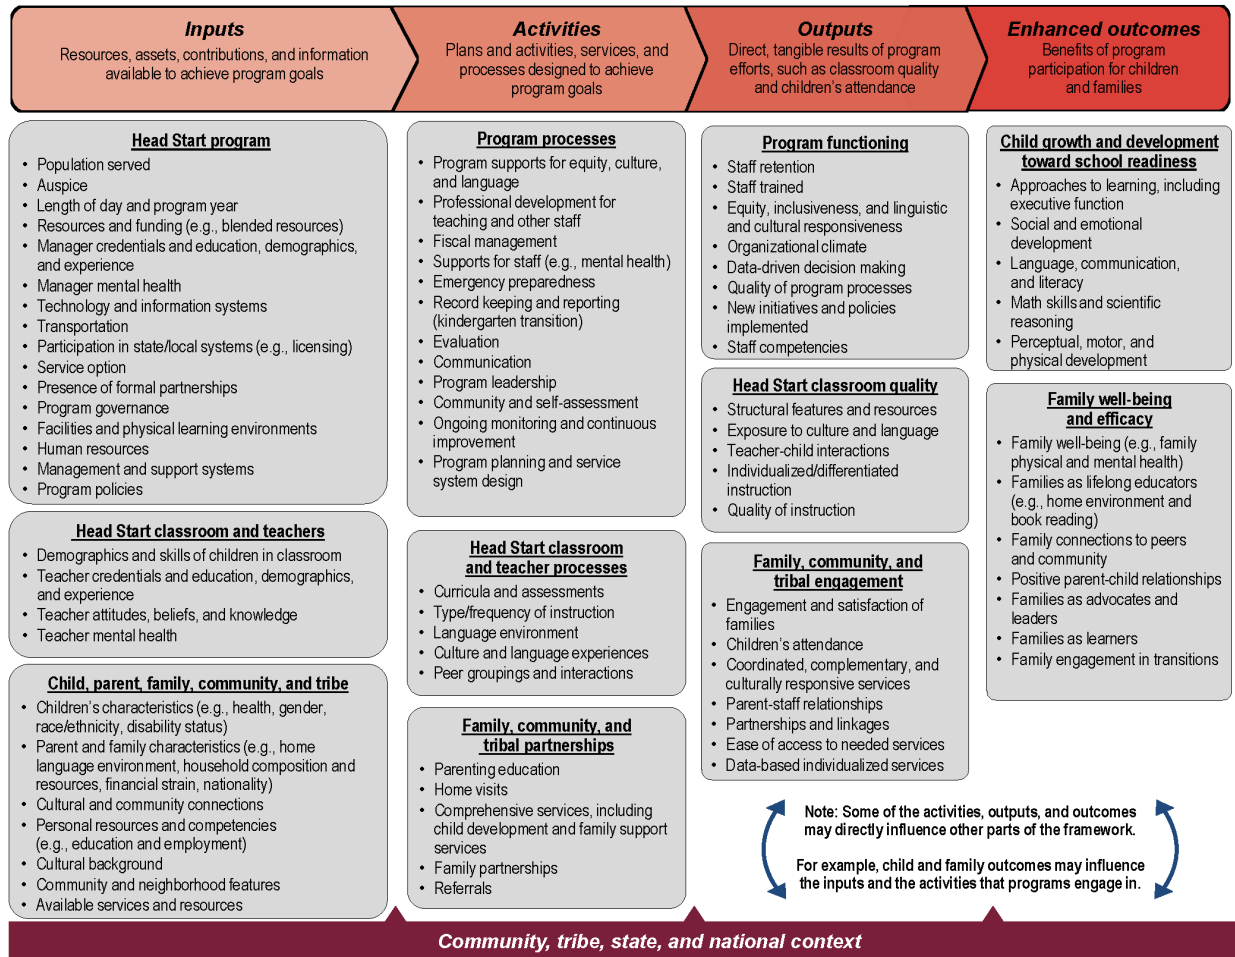 Inputs
Resources, assets, contributions, and information
available to achieve program goals
Activities
Plans and activities, services, and
processes designed to achieve
program goals
Outputs
Direct, tangible results of program
efforts, such as classroom quality
and children's attendance
Enhanced outcomes
Benefits of program
participation for children
and families
Head Start program
• Population served
• Auspice
• Length of day and program year
• Resources and funding (e.g., blended resources)
• Manager credentials and education, demographics,
and experience
• Manager mental health
• Technology and information systems
• Transportation
• Participation in state/local systems (e.g., licensing)
• Service option
• Presence of formal partnerships
• Program governance
• Facilities and physical learning environments
• Human resources
• Management and support systems
• Program policies
Head Start classroom and teachers
• Demographics and skills of children in classroom
• Teacher credentials and education, demographics,
and experience
• Teacher attitudes, beliefs, and knowledge
• Teacher mental health
Child, parent, family, community, and tribe
• Children's characteristics (e.g., health, gender,
race/ethnicity, disability status)
• Parent and family characteristics (e.g., home
language environment, household composition and
resources, financial strain, nationality)
• Cultural and community connections
• Personal resources and competencies
(e.g., education and employment)
• Cultural background
• Community and neighborhood features
• Available services and resources
Program processes
• Program supports for equity, culture,
and language
• Professional development for
teaching and other staff
• Fiscal management
• Supports for staff (e.g., mental health)
• Emergency preparedness
• Record keeping and reporting
(kindergarten transition)
• Evaluation
• Communication
• Program leadership
• Community and self-assessment
• Ongoing monitoring and continuous
improvement
• Program planning and service
system design
Head Start classroom
and teacher processes
• Curricula and assessments
• Type/frequency of instruction
• Language environment
• Culture and language experiences
• Peer groupings and interactions
Family, community, and
tribal partnerships
• Parenting education
• Home visits
• Comprehensive services, including
child development and family support
services
• Family partnerships
• Referrals
Program functioning
• Staff retention
• Staff trained
• Equity, inclusiveness, and linguistic
and cultural responsiveness
• Organizational climate
• Data-driven decision making
• Quality of program processes
• New initiatives and policies
implemented
• Staff competencies
Head Start classroom quality
• Structural features and resources
• Exposure to culture and language
• Teacher-child interactions
• Individualized/differentiated
instruction
• Quality of instruction
Family, community, and
tribal engagement
• Engagement and satisfaction of
families
• Children's attendance
• Coordinated, complementary, and
culturally responsive services
• Parent-staff relationships
• Partnerships and linkages
• Ease of access to needed services
• Data-based individualized services
Child growth and development
toward school readiness
• Approaches to learning, including
executive function
• Social and emotional
development
• Language, communication,
and literacy
• Math skills and scientific
reasoning
• Perceptual, motor, and
physical development
Family well-being
and efficacy
• Family well-being (e.g., family
physical and mental health)
• Families as lifelong educators
(e.g., home environment and
book reading)
• Family connections to peers
and community
• Positive parent-child relationships
• Families as advocates and
leaders
• Families as learners
• Family engagement in transitions
Note: Some of the activities, outputs, and outcomes
may directly influence other parts of the framework.
For example, child and family outcomes may influence
the inputs and the activities that programs engage in.
Community, tribe, state, and national context